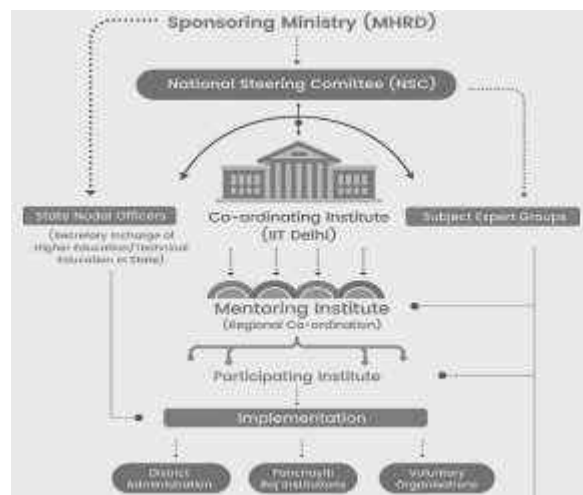 Sponsoring Ministry (MHRD)
National Steering Comittee (NSC)
State Nodal Officers
(Secretary Incharge of
Higher Education/Technical
Education in State)
Co-ordinating Institute
(IIT Delhi)
Subject Expert Groups
Mentoring Institute
(Regional Co-ordination)
Participating Institute
Implementation
District
Administration
Panchayti
Raj Institutions
Voluntary
Organisations